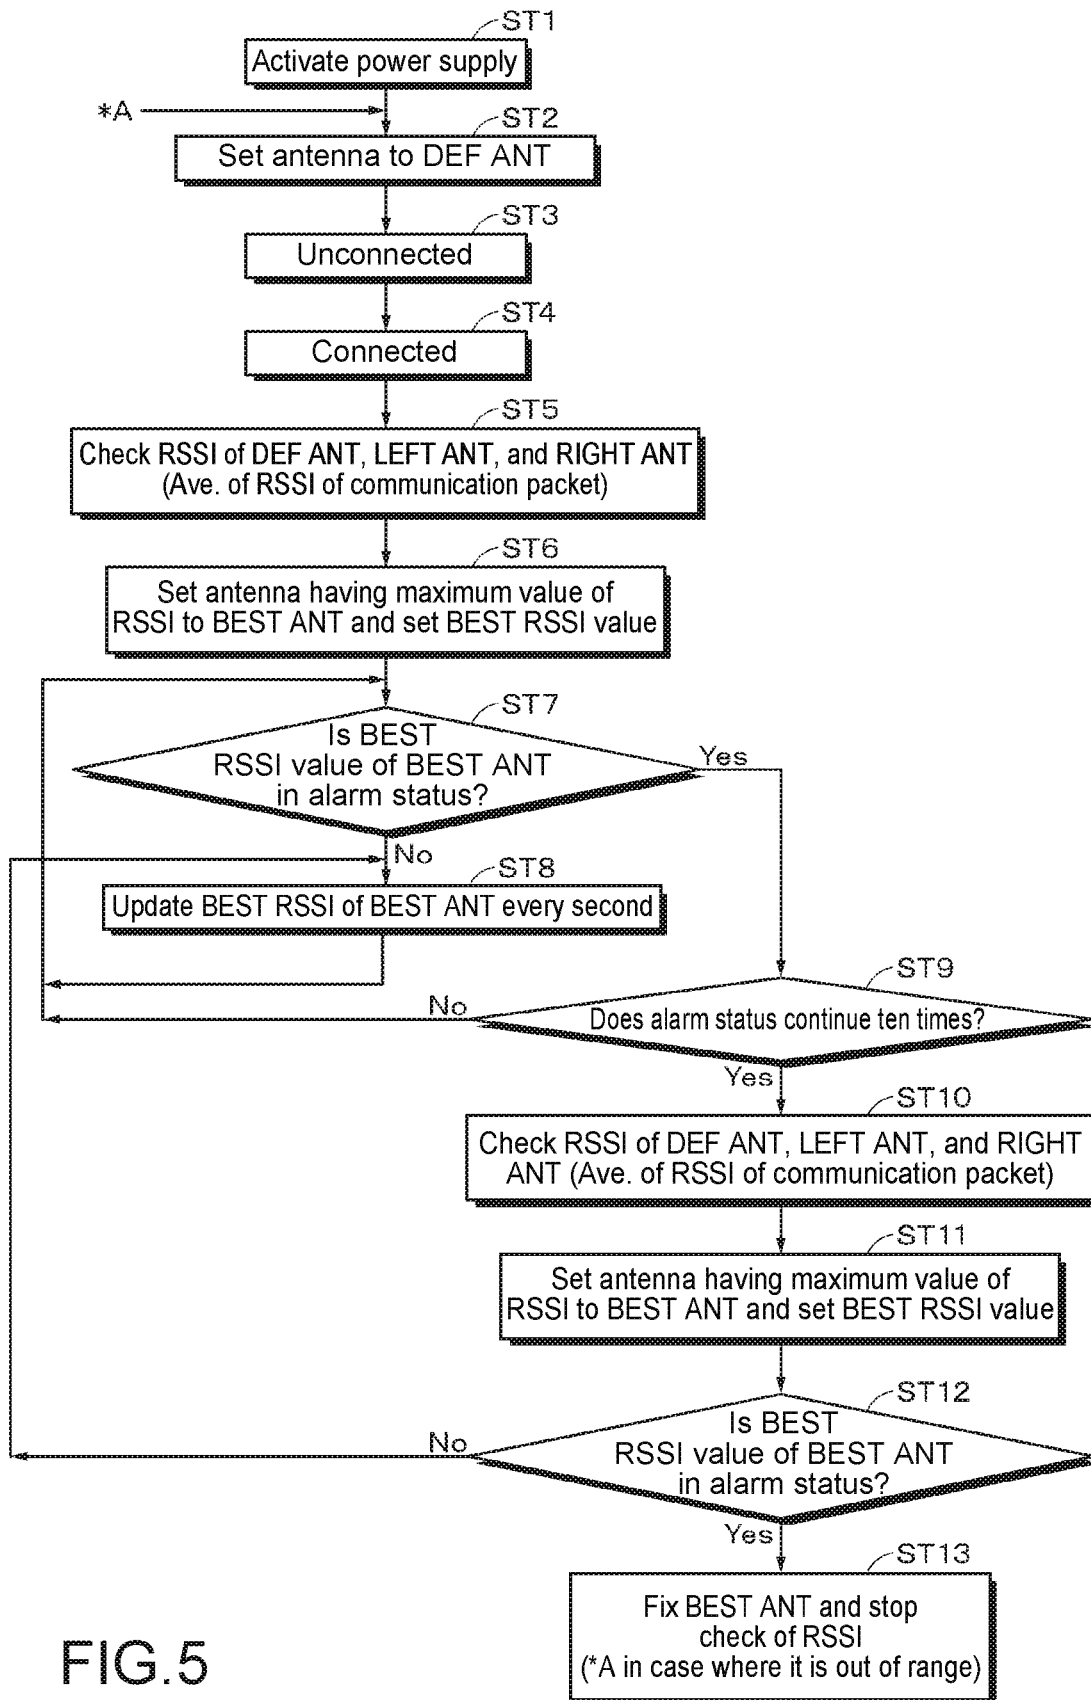 ST1
Activate power supply
*A
ST2
Set antenna to DEF ANT
ST3
Unconnected
ST4
Connected
ST5
Check RSSI of DEF ANT, LEFT ANT, and RIGHT ANT
(Ave. of RSSI of communication packet)
ST6
Set antenna having maximum value of
RSSI to BEST ANT and set BEST RSSI value
ST7
Is BEST
RSSI value of BEST ANT
in alarm status?
Yes
No
ST8
Update BEST RSSI of BEST ANT every second
ST9
No
Does alarm status continue ten times?
Yes
ST10
Check RSSI of DEF ANT, LEFT ANT, and RIGHT
ANT (Ave. of RSSI of communication packet)
ST11
Set antenna having maximum value of
RSSI to BEST ANT and set BEST RSSI value
ST12
Is BEST
RSSI value of BEST ANT
in alarm status?
No
Yes
ST13
Fix BEST ANT and stop
check of RSSI
(*A in case where it is out of range)
FIG.5